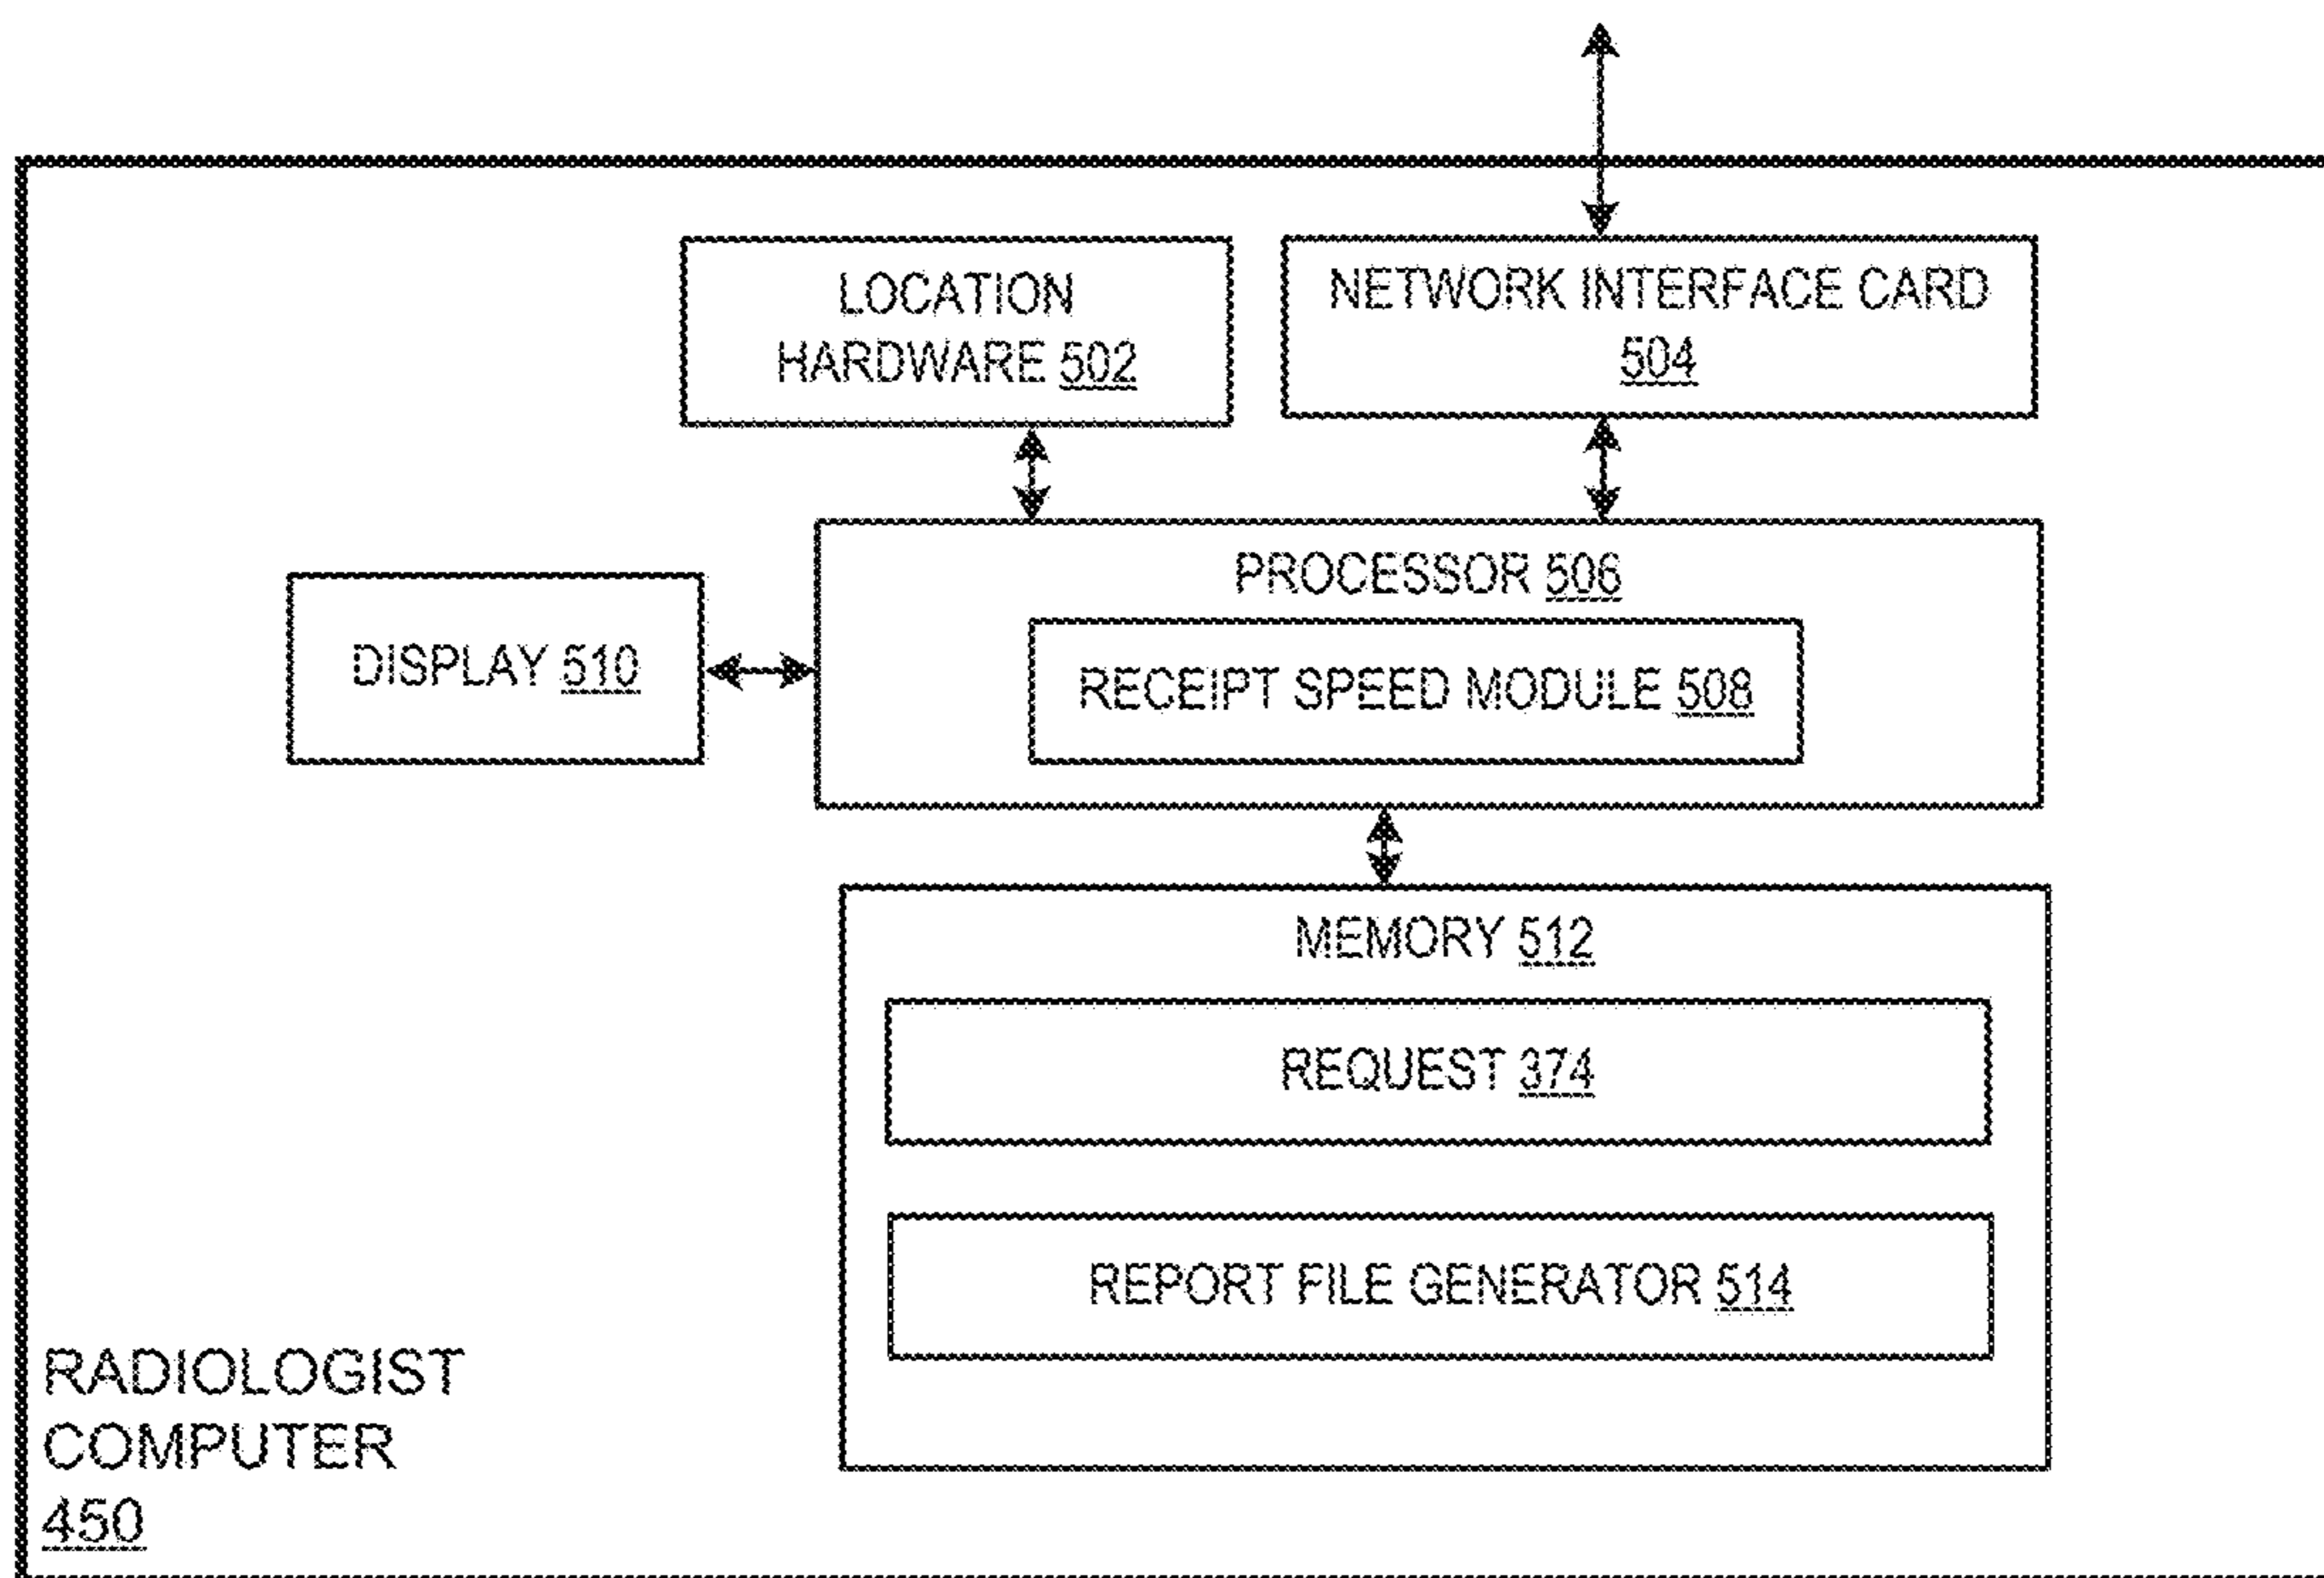 LOCATION
HARDWARE 502
NETWORK INTERFACE CARD
504
PROCESSOR 506
RECEIPT SPEED MODULE 508
DISPLAY 510
MEMORY 512
REQUEST 374
REPORT FILE GENERATOR 514
RADIOLOGIST
COMPUTER
450